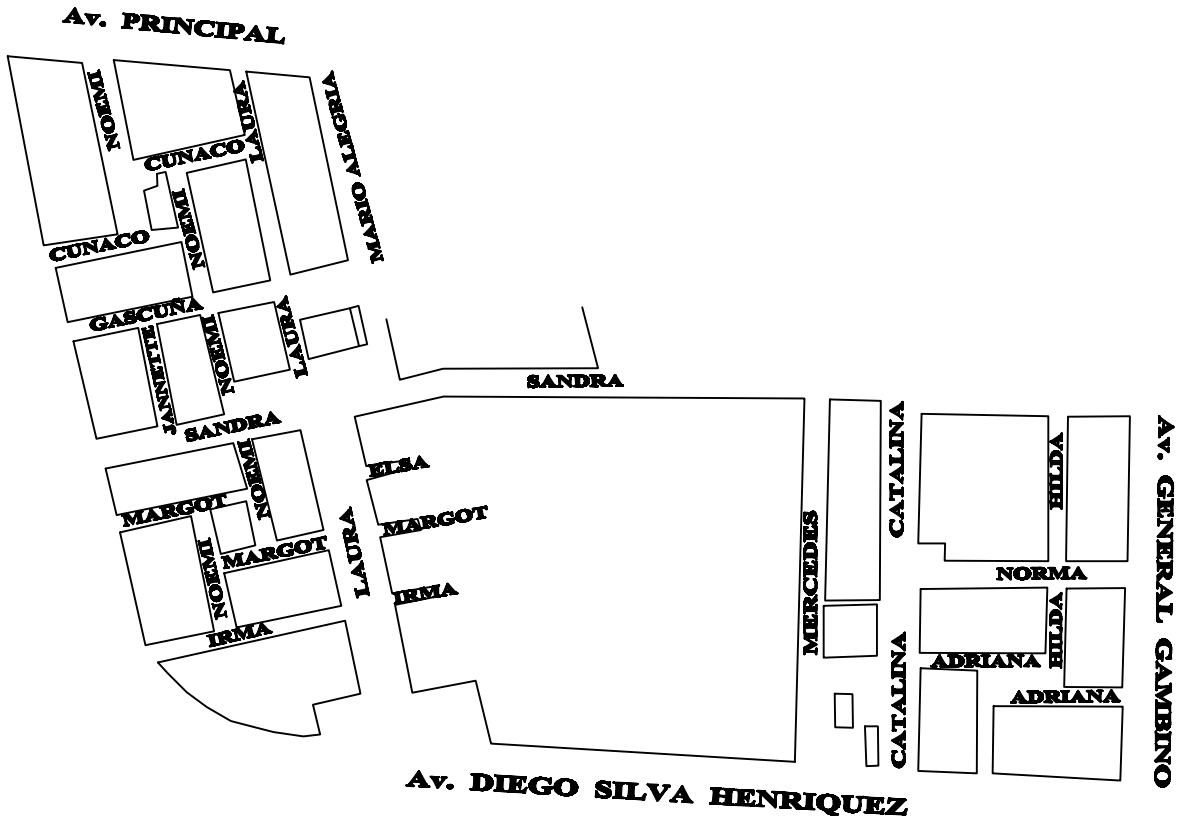 Av. PRINCIPAL
NOEMI
LAURA
MARIO ALEGRIA
CUNACO
NOEMI
CUNACO
GASCUÑA
JANNETTE
NOEMI
LAURA
SANDRA
SANDRA
NOEMI
ELSA
MARGOT
MARGOT
LAURA
NOEMI
MARGOT
IRMA
IRMA
MERCEDES
CATALINA
HILDA
Av. GENERAL GAMBINO
NORMA
HILDA
CATALINA
ADRIANA
ADRIANA
Av. DIEGO SILVA HENRIQUEZ